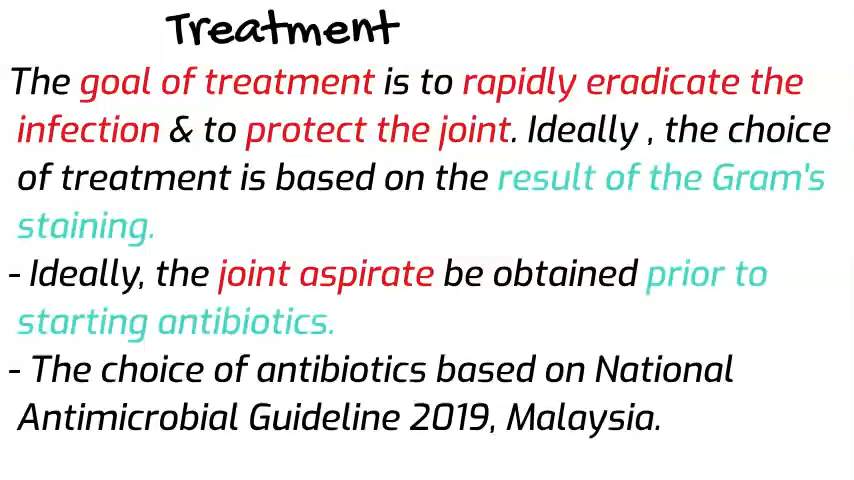 Treatment
The goal of treatment is to rapidly eradicate the
infection & to protect the joint. Ideally , the choice
of treatment is based on the result of the Gram's
staining.
- Ideally, the joint aspirate be obtained prior to
starting antibiotics.
- The choice of antibiotics based on National
Antimicrobial Guideline 2019, Malaysia.